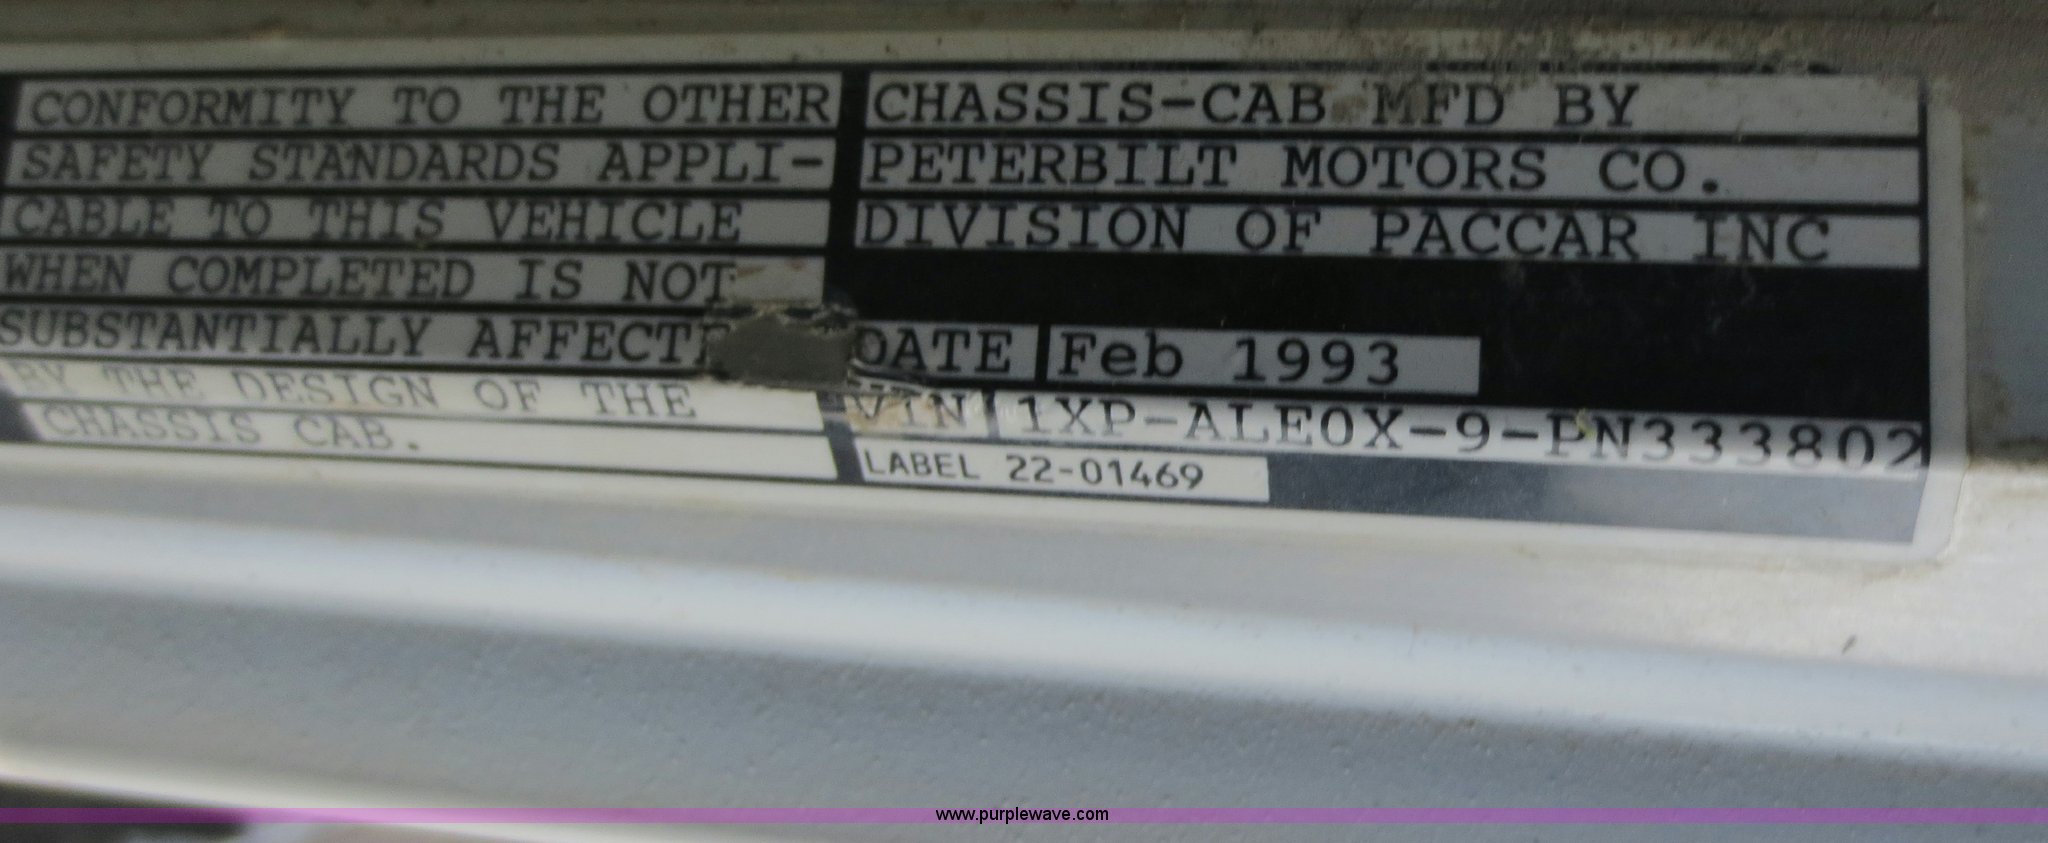 CONFORMITY TO THE OTHER
SAFETY STANDARDS APPLI-
CABLE TO THIS VEHICLE
WHEN COMPLETED IS NOT
SUBSTANTIALLY AFFECTE
BY THE DESIGN OF THE
CHASSIS CAB.
CHASSIS-CAB MFD BY
PETERBILT MOTORS CO.
DIVISION OF PACCAR INC
DATE Feb 1993
VIN 1XP-ALE0X-9-PN333802
LABEL 22-01469
www.purplewave.com